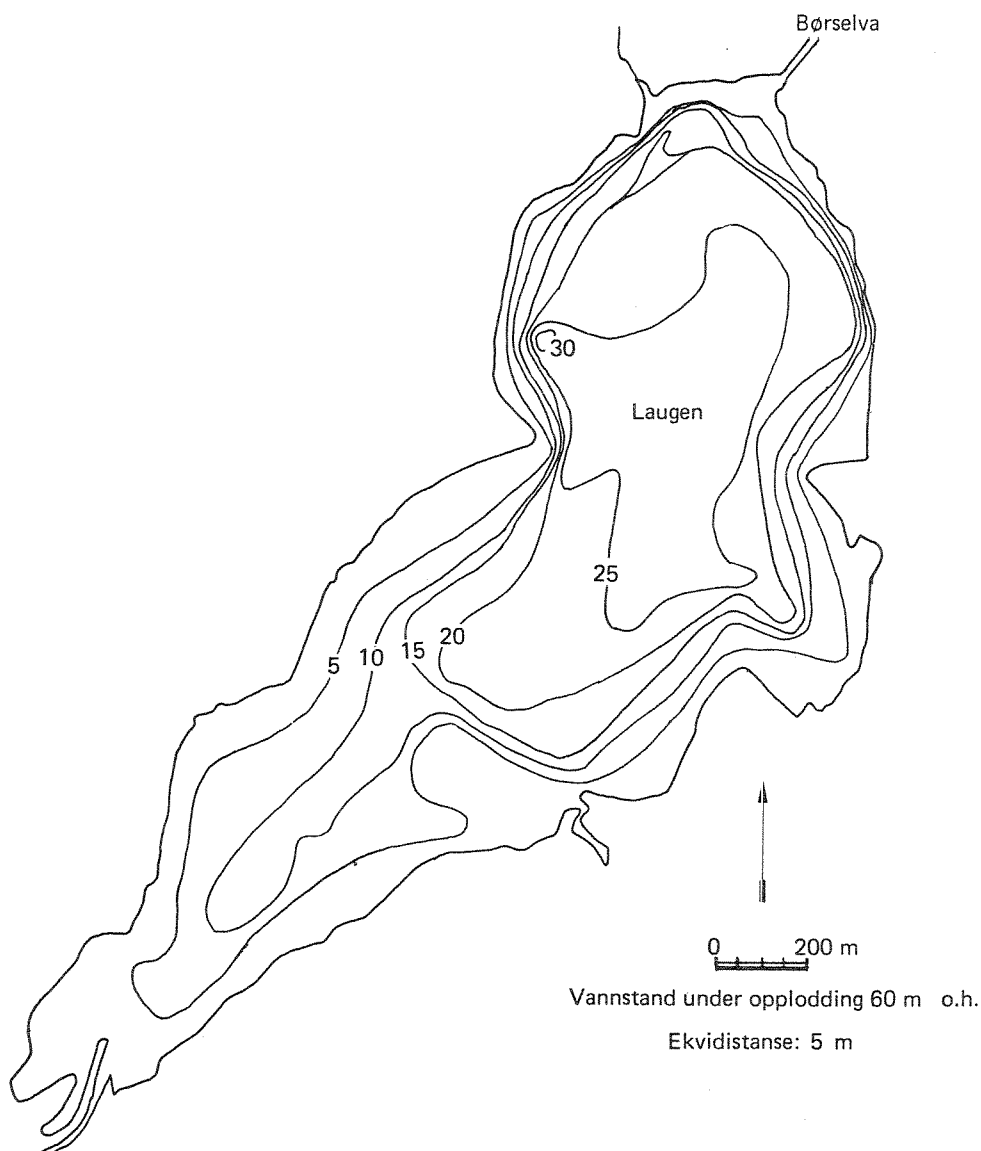 Børselva
30
Laugen
25
5 10 15 20
0 200 m
Vannstand under opplodding 60 m o.h.
Ekvidistanse: 5 m